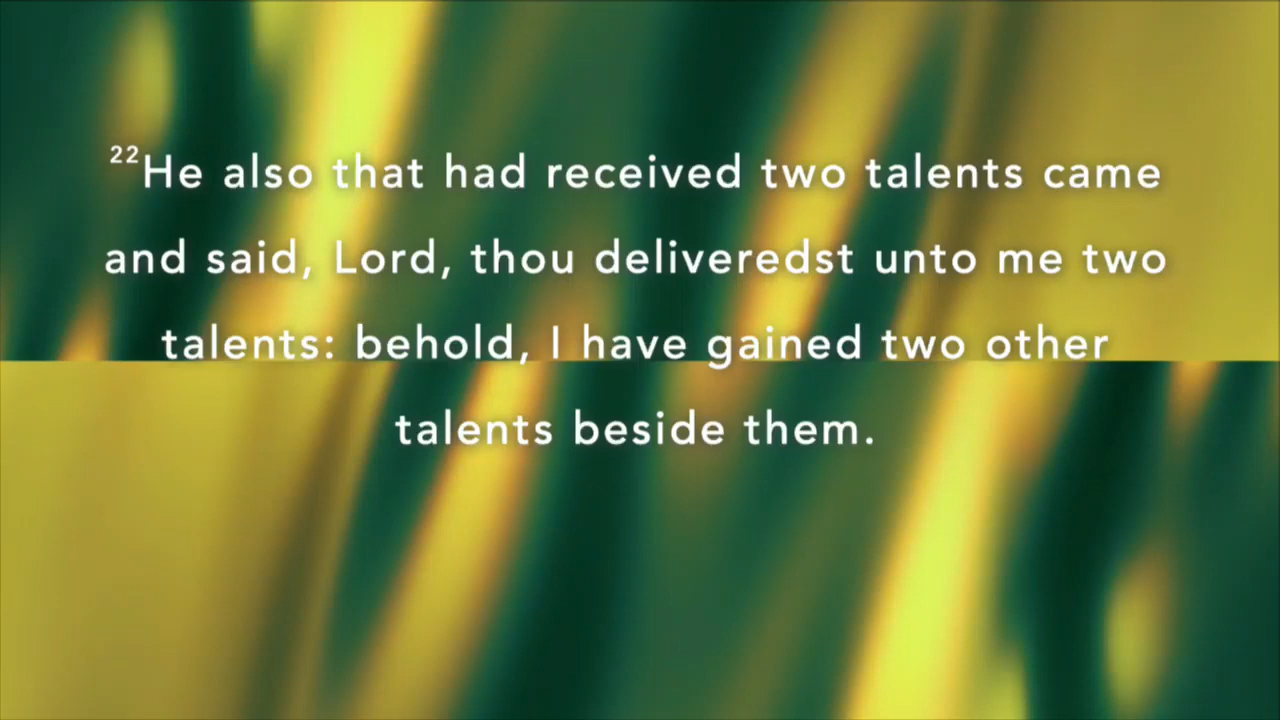 22He also that had received two talents came
and said, Lord, thou deliveredst unto me two
talents: behold, I have gained two other
talents beside them.